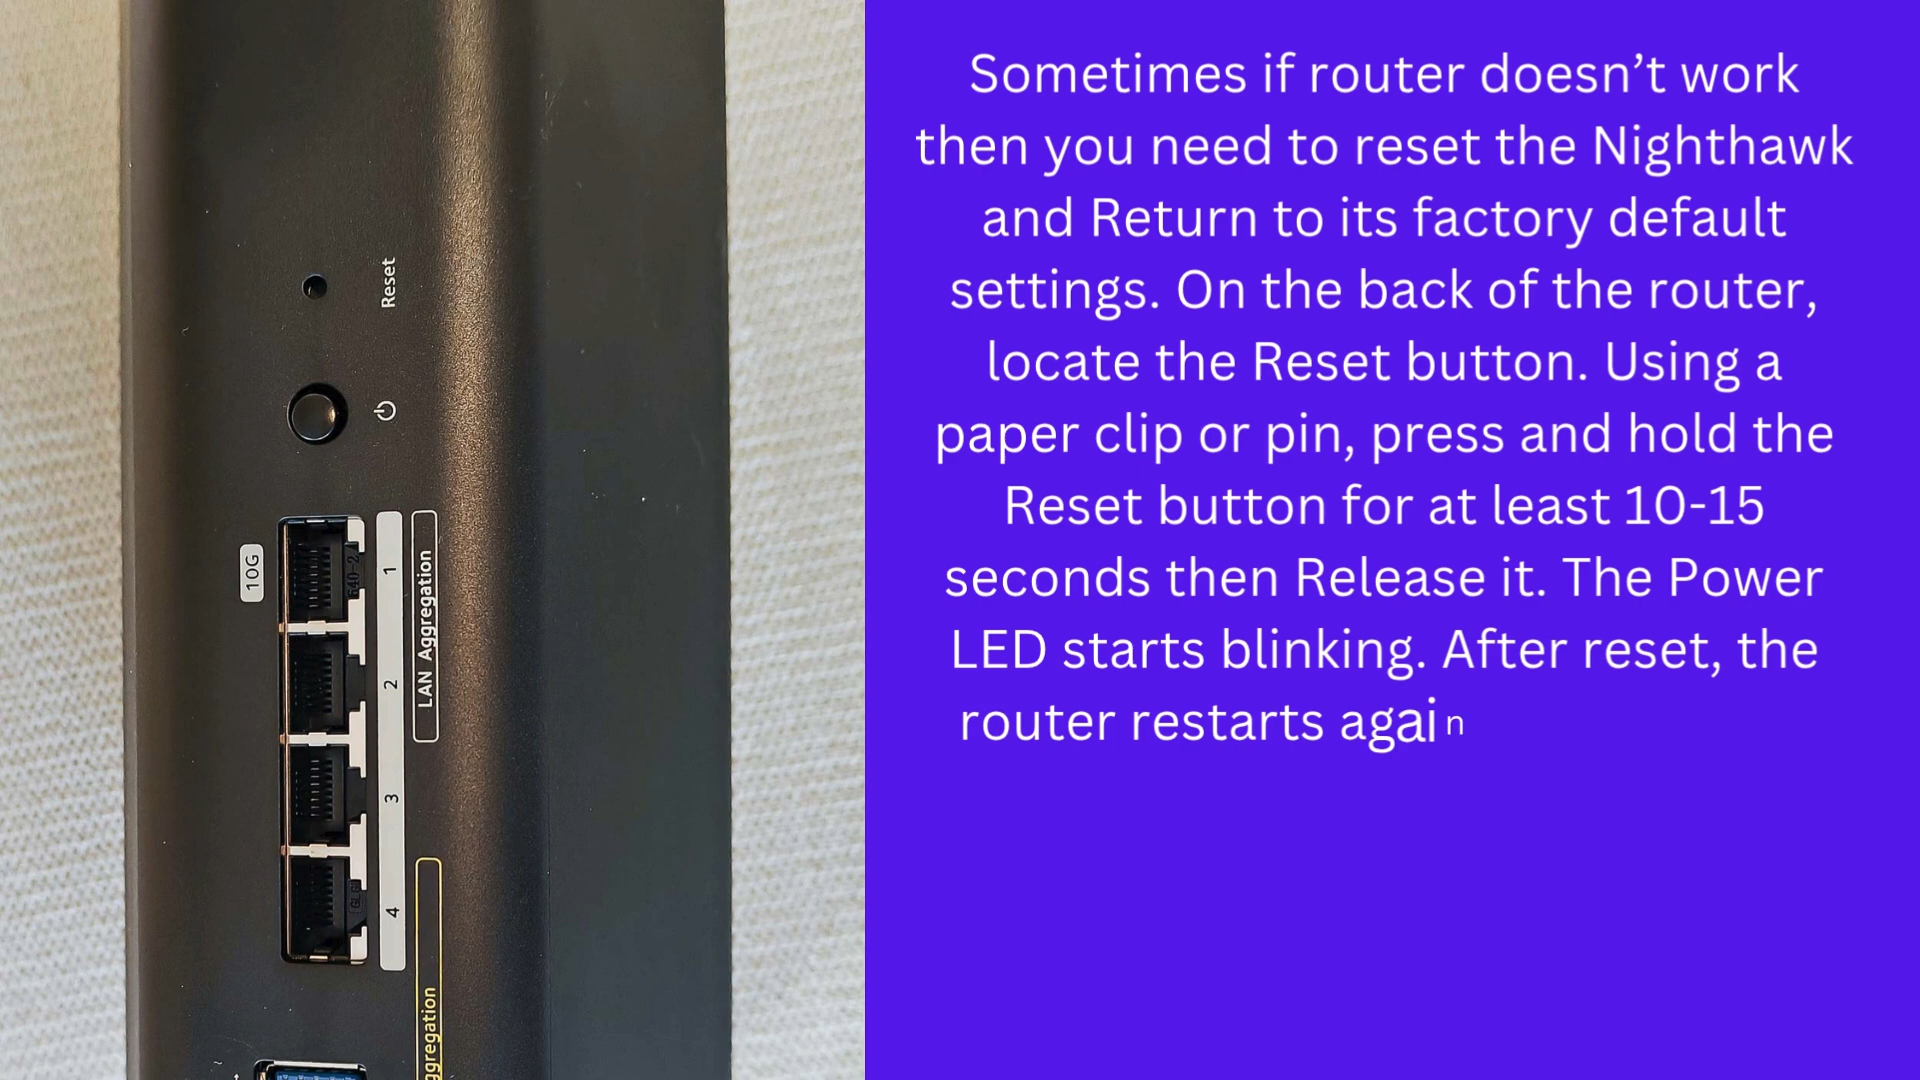 Reset
10G
1
2
3
4
LAN Aggregation
ggregation
Sometimes if router doesn’t work
then you need to reset the Nighthawk
and Return to its factory default
settings. On the back of the router,
locate the Reset button. Using a
paper clip or pin, press and hold the
Reset button for at least 10-15
seconds then Release it. The Power
LED starts blinking. After reset, the
router restarts again